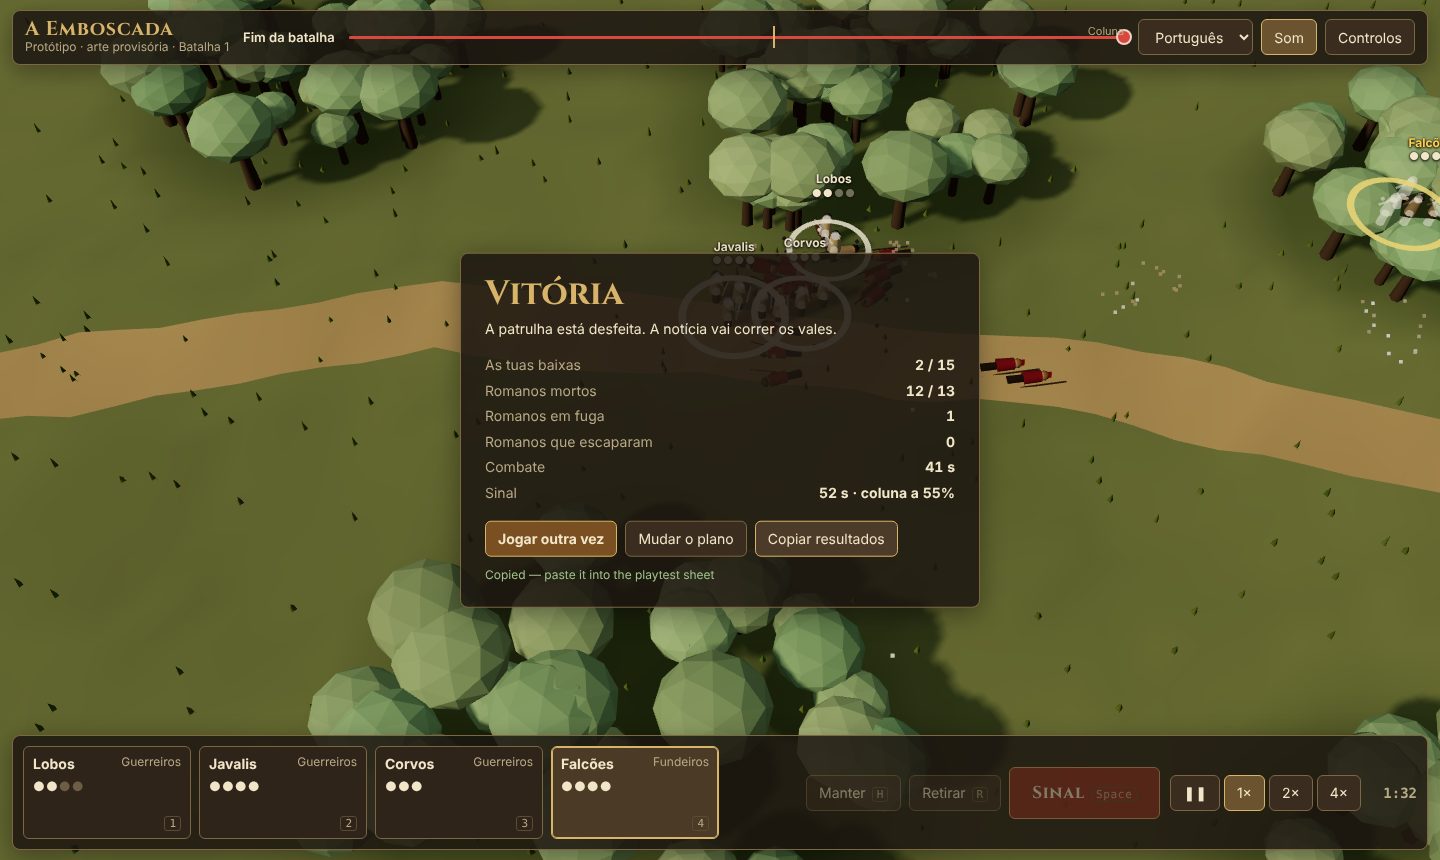 A Emboscada
Protótipo · arte provisória · Batalha 1
Fim da batalha
Português
Som
Controlos
Lobos
Javalis
Corvos
Vitória
A patrulha está desfeita. A notícia vai correr os vales.
As tuas baixas 2 / 15
Romanos mortos 12 / 13
Romanos em fuga 1
Romanos que escaparam 0
Combate 41 s
Sinal 52 s · coluna a 55%
Jogar outra vez
Mudar o plano
Copiar resultados
Copied — paste it into the playtest sheet
Lobos Guerreiros
1
Javalis Guerreiros
2
Corvos Guerreiros
3
Falcões Fundeiros
4
Manter H
Retirar R
Sinal Space
1×
2×
4×
1:32